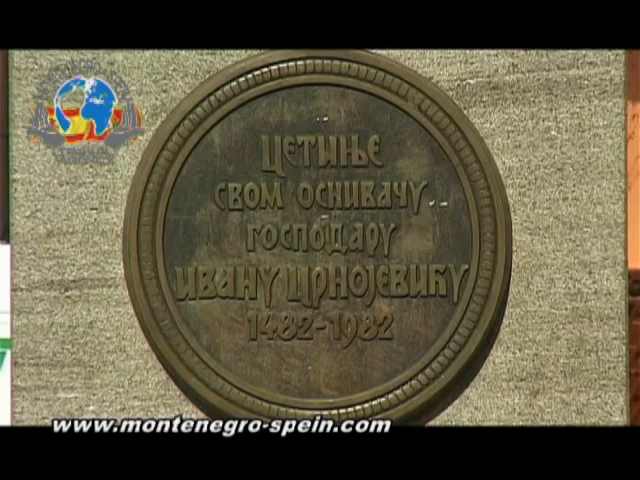 ЦЕТИЊЕ
СВОМ ОСНИВАЧУ
ГОСПОДАРУ
ИВАНУ ЦРНОЈЕВИЋУ
1482-1982
www.montenegro-spein.com